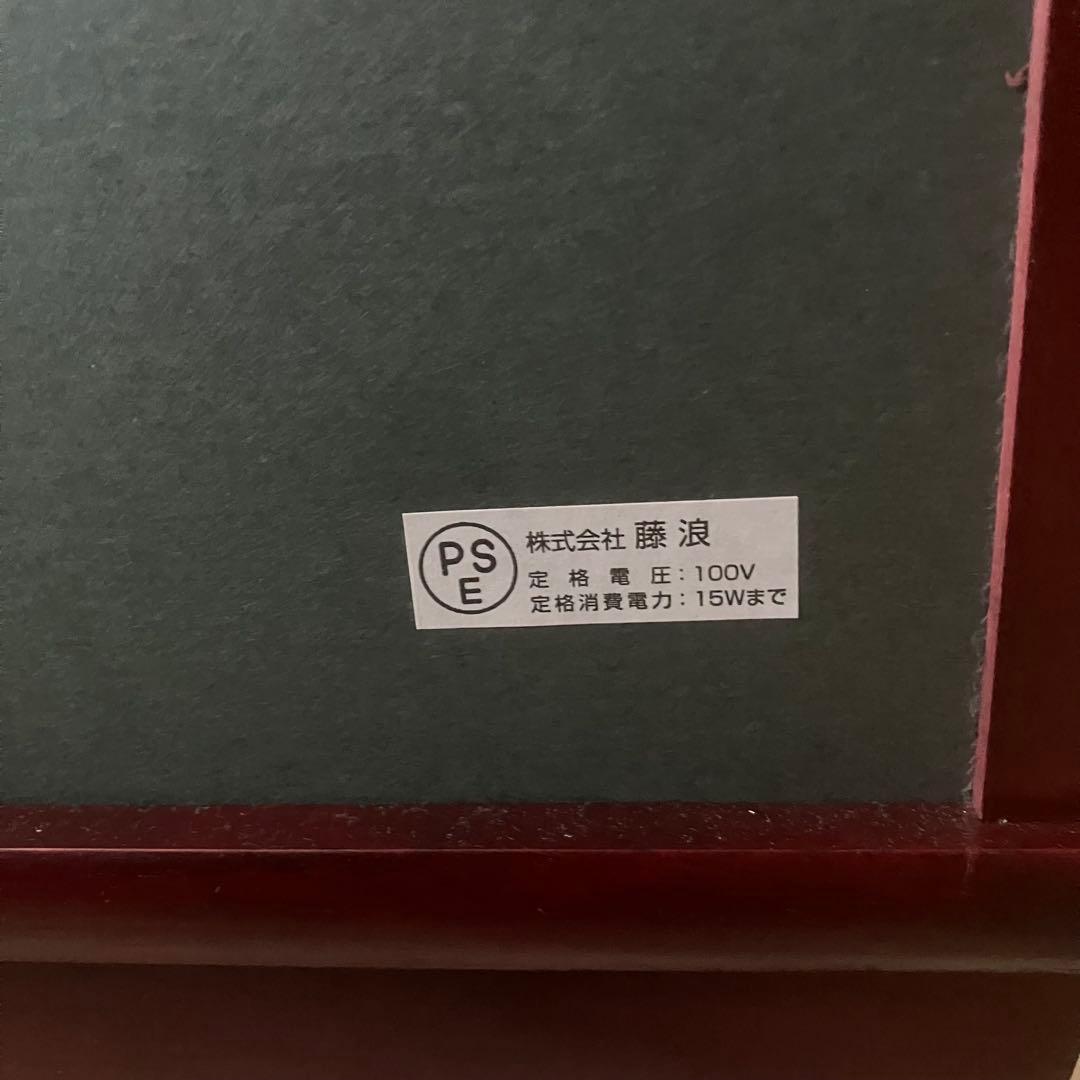 PS
E
株式会社 藤浪
定格電圧：100V
定格消費電力：15Wまで